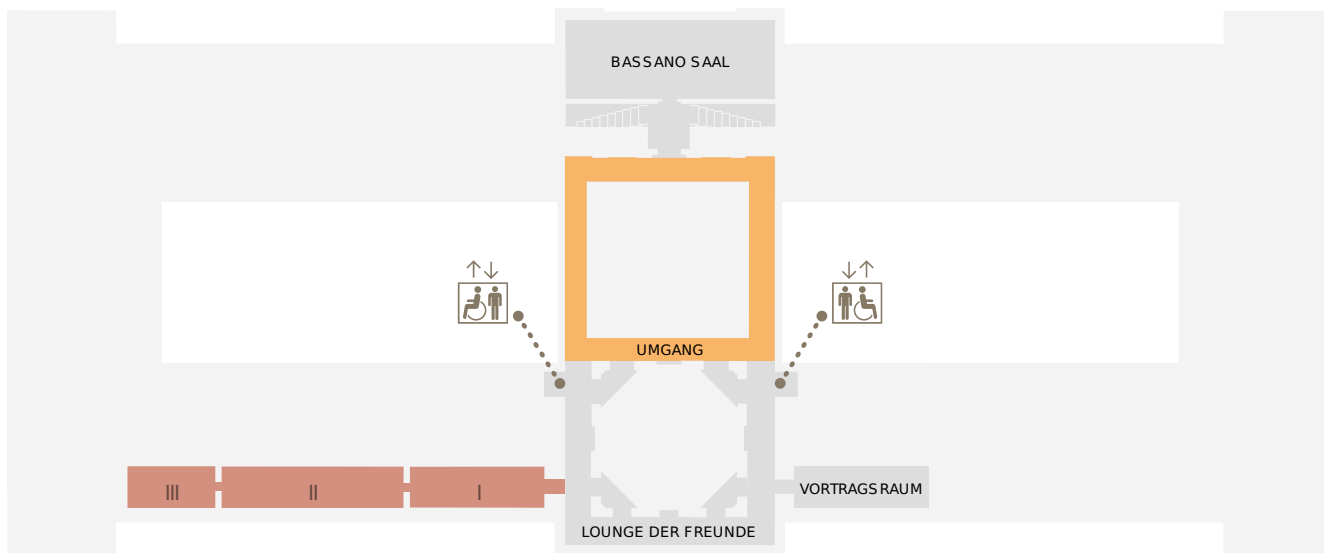 BASSANO SAAL
UMGANG
III
II
I
VORTRAGSRAUM
LOUNGE DER FREUNDE